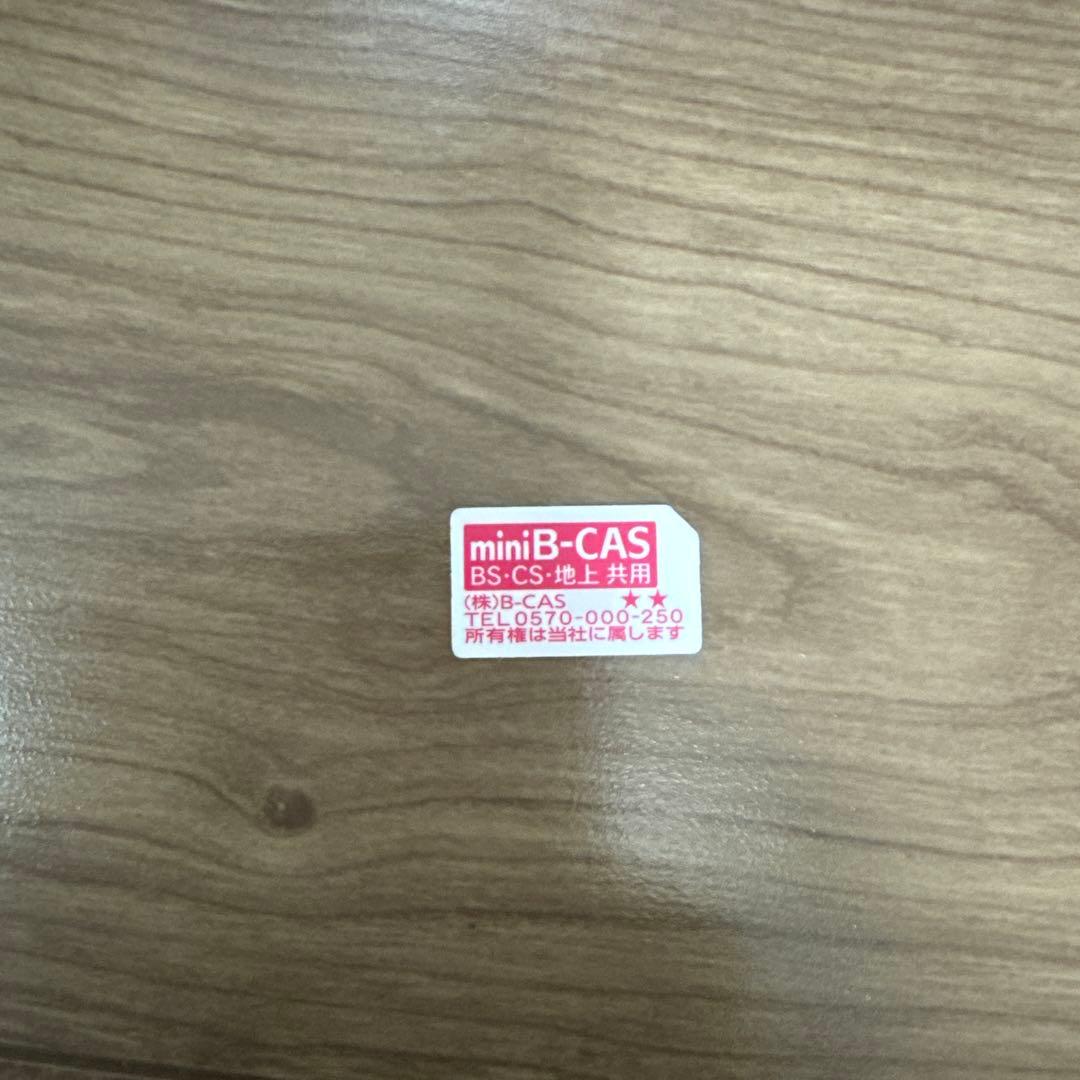 miniB-CAS
BS・CS・地上 共用
(株)B-CAS ★★
TEL 0570-000-250
所有権は当社に属します